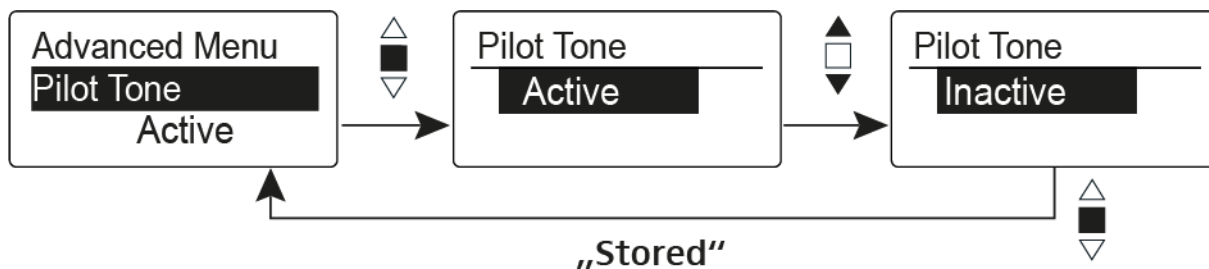 Advanced Menu
Pilot Tone
Active
Pilot Tone
Active
Pilot Tone
Inactive
„Stored“